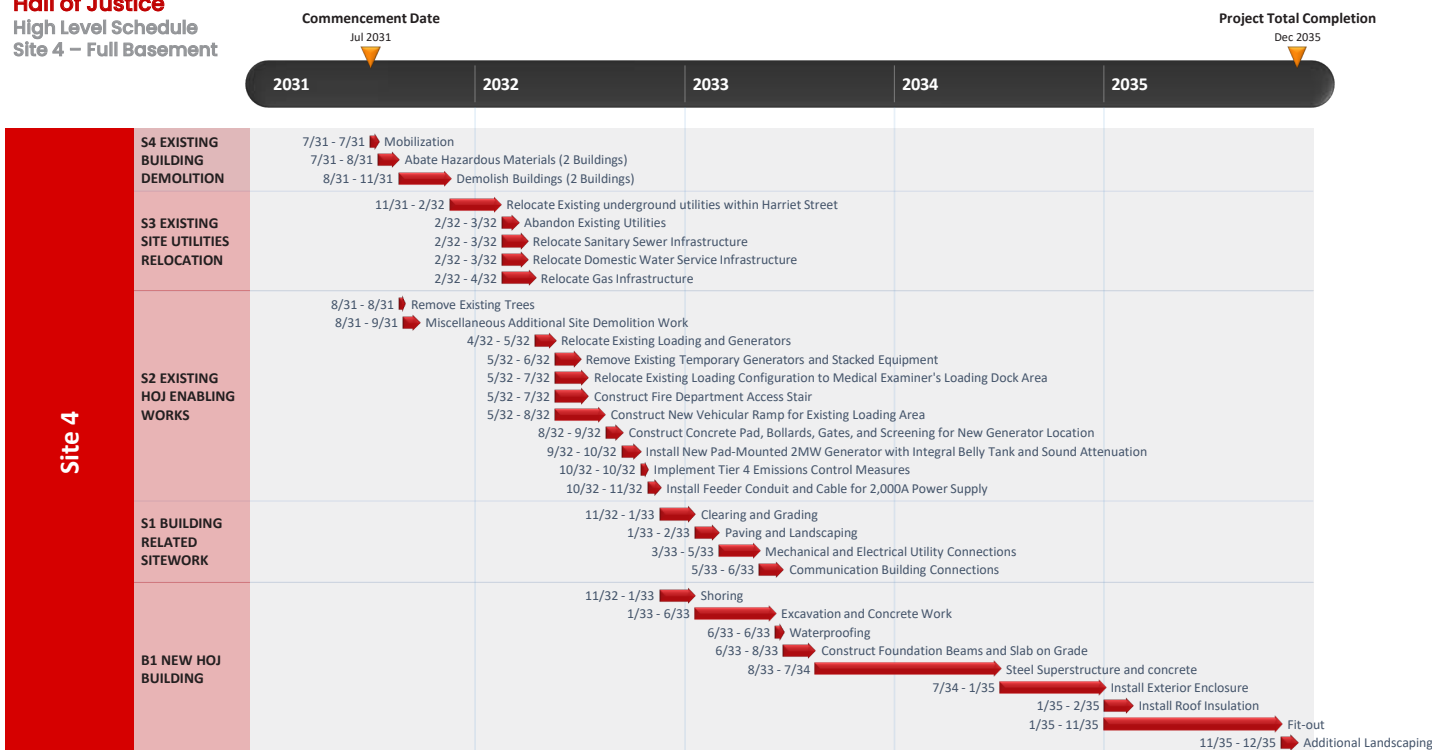 Hall of Justice
High Level Schedule
Site 4 – Full Basement
Commencement Date
Jul 2031
Project Total Completion
Dec 2035
2031 2032 2033 2034 2035
Site 4
S4 EXISTING
BUILDING
DEMOLITION
7/31 - 7/31 Mobilization
7/31 - 8/31 Abate Hazardous Materials (2 Buildings)
8/31 - 11/31 Demolish Buildings (2 Buildings)
S3 EXISTING
SITE UTILITIES
RELOCATION
11/31 - 2/32 Relocate Existing underground utilities within Harriet Street
2/32 - 3/32 Abandon Existing Utilities
2/32 - 3/32 Relocate Sanitary Sewer Infrastructure
2/32 - 3/32 Relocate Domestic Water Service Infrastructure
2/32 - 4/32 Relocate Gas Infrastructure
S2 EXISTING
HOJ ENABLING
WORKS
8/31 - 8/31 Remove Existing Trees
8/31 - 9/31 Miscellaneous Additional Site Demolition Work
4/32 - 5/32 Relocate Existing Loading and Generators
5/32 - 6/32 Remove Existing Temporary Generators and Stacked Equipment
5/32 - 7/32 Relocate Existing Loading Configuration to Medical Examiner's Loading Dock Area
5/32 - 7/32 Construct Fire Department Access Stair
5/32 - 8/32 Construct New Vehicular Ramp for Existing Loading Area
8/32 - 9/32 Construct Concrete Pad, Bollards, Gates, and Screening for New Generator Location
9/32 - 10/32 Install New Pad-Mounted 2MW Generator with Integral Belly Tank and Sound Attenuation
10/32 - 10/32 Implement Tier 4 Emissions Control Measures
10/32 - 11/32 Install Feeder Conduit and Cable for 2,000A Power Supply
S1 BUILDING
RELATED
SITEWORK
11/32 - 1/33 Clearing and Grading
1/33 - 2/33 Paving and Landscaping
3/33 - 5/33 Mechanical and Electrical Utility Connections
5/33 - 6/33 Communication Building Connections
B1 NEW HOJ
BUILDING
11/32 - 1/33 Shoring
1/33 - 6/33 Excavation and Concrete Work
6/33 - 6/33 Waterproofing
6/33 - 8/33 Construct Foundation Beams and Slab on Grade
8/33 - 7/34 Steel Superstructure and concrete
7/34 - 1/35 Install Exterior Enclosure
1/35 - 2/35 Install Roof Insulation
1/35 - 11/35 Fit-out
11/35 - 12/35 Additional Landscaping